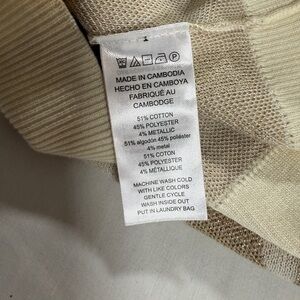 MADE IN CAMBODIA
HECHO EN CAMBOYA
FABRIQUÉ AU
CAMBODGE
51% COTTON
45% POLYESTER
4% METALLIC
51% algodón 45% poliéster
4% metal
51% COTON
45% POLYESTER
4% MÉTALLIQUE
MACHINE WASH COLD
WITH LIKE COLORS
GENTLE CYCLE
WASH INSIDE OUT
PUT IN LAUNDRY BAG